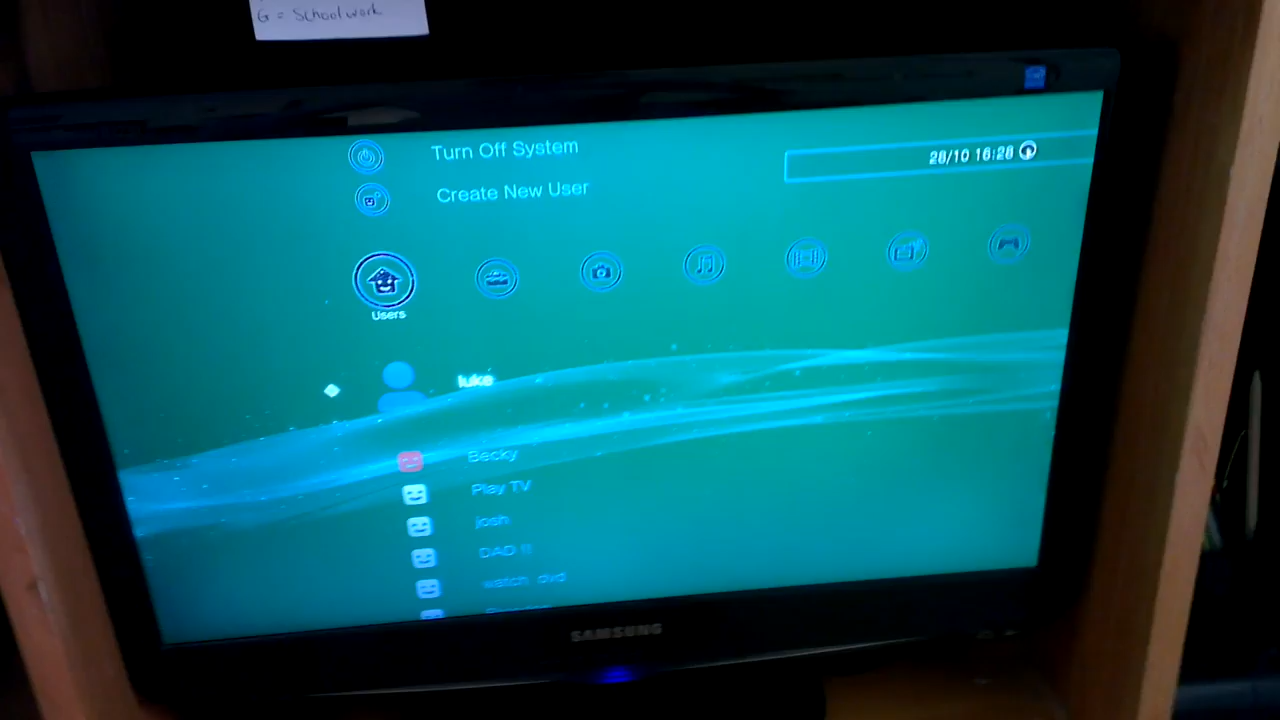 G = Schoolwork
Turn Off System
28/10 16:28
Create New User
Users
luke
Becky
Play TV
josh
DAD !!
watch dvd
SAMSUNG